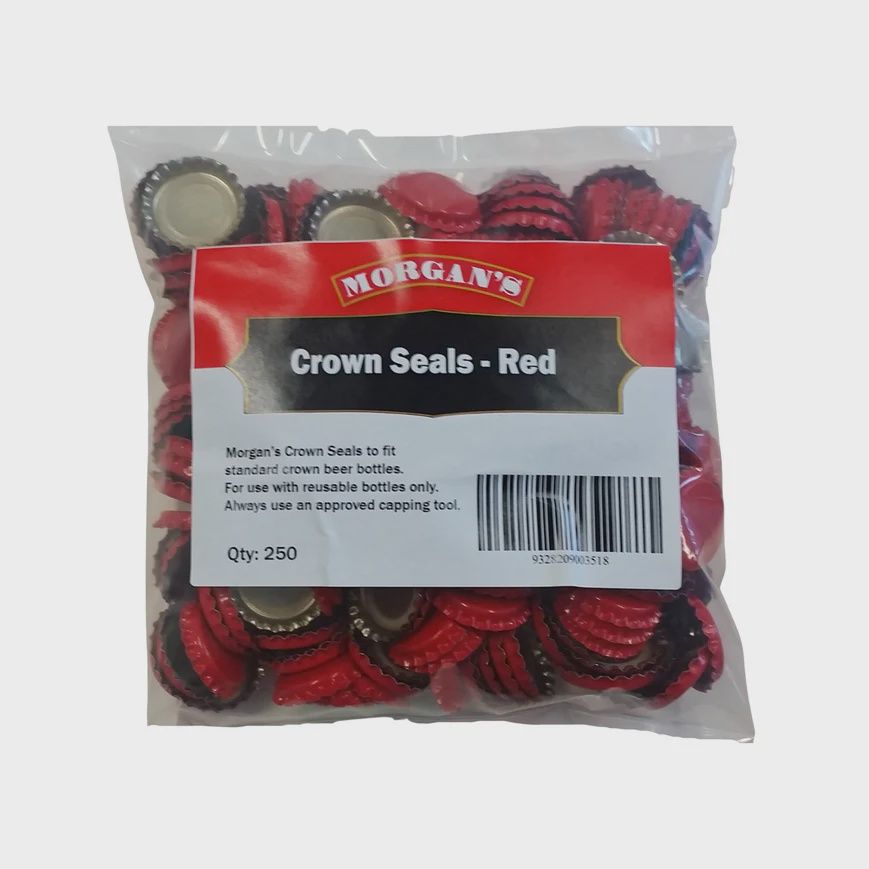 MORGAN'S
Crown Seals - Red
Morgan's Crown Seals to fit
standard crown beer bottles.
For use with reusable bottles only.
Always use an approved capping tool.
Qty: 250
9328209003518